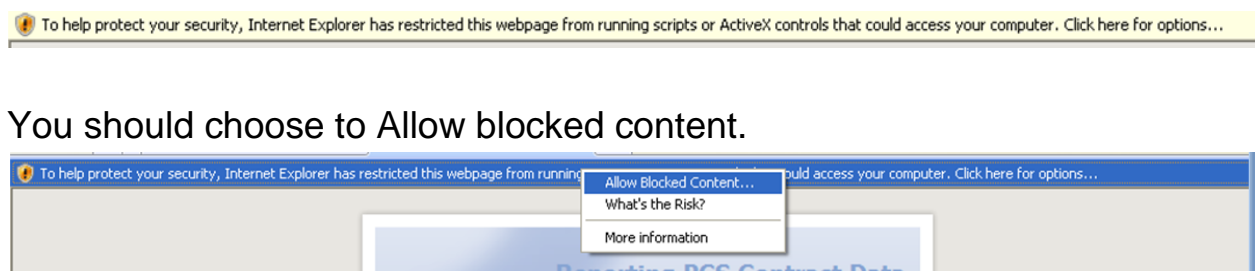 To help protect your security, Internet Explorer has restricted this webpage from running scripts or ActiveX controls that could access your computer. Click here for options...
You should choose to Allow blocked content.
To help protect your security, Internet Explorer has restricted this webpage from running uld access your computer. Click here for options...
Allow Blocked Content...
What's the Risk?
More information
Reporting PCS Contract Data